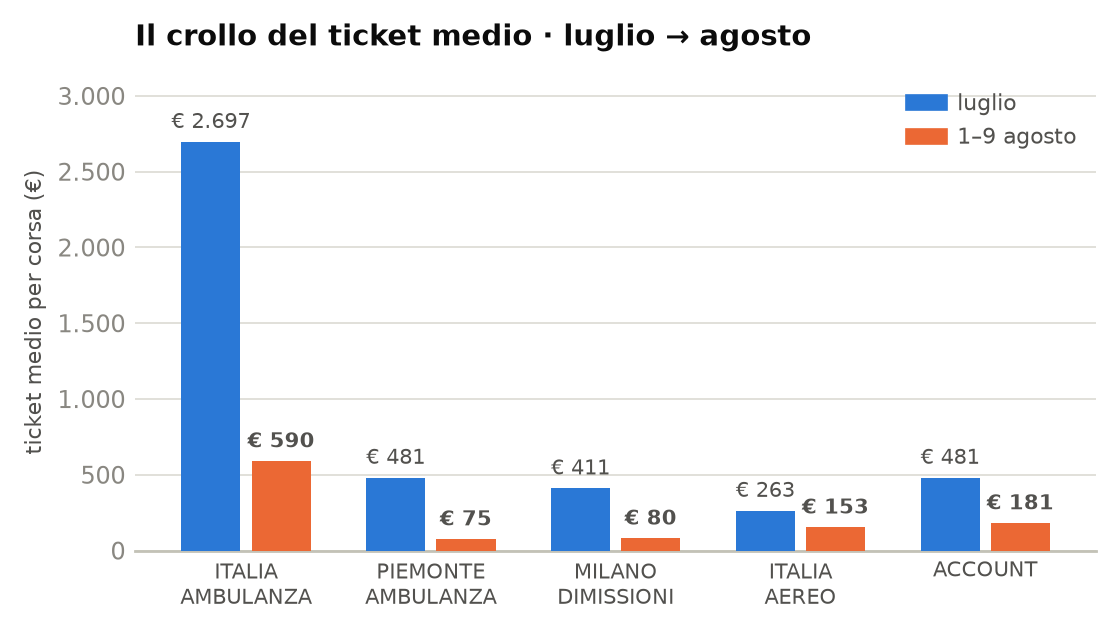 Il crollo del ticket medio · luglio → agosto
ticket medio per corsa (€)
3.000
2.500
2.000
1.500
1.000
500
0
luglio
1–9 agosto
€ 2.697
€ 590
€ 481
€ 75
€ 411
€ 80
€ 263
€ 153
€ 481
€ 181
ITALIA
AMBULANZA
PIEMONTE
AMBULANZA
MILANO
DIMISSIONI
ITALIA
AEREO
ACCOUNT